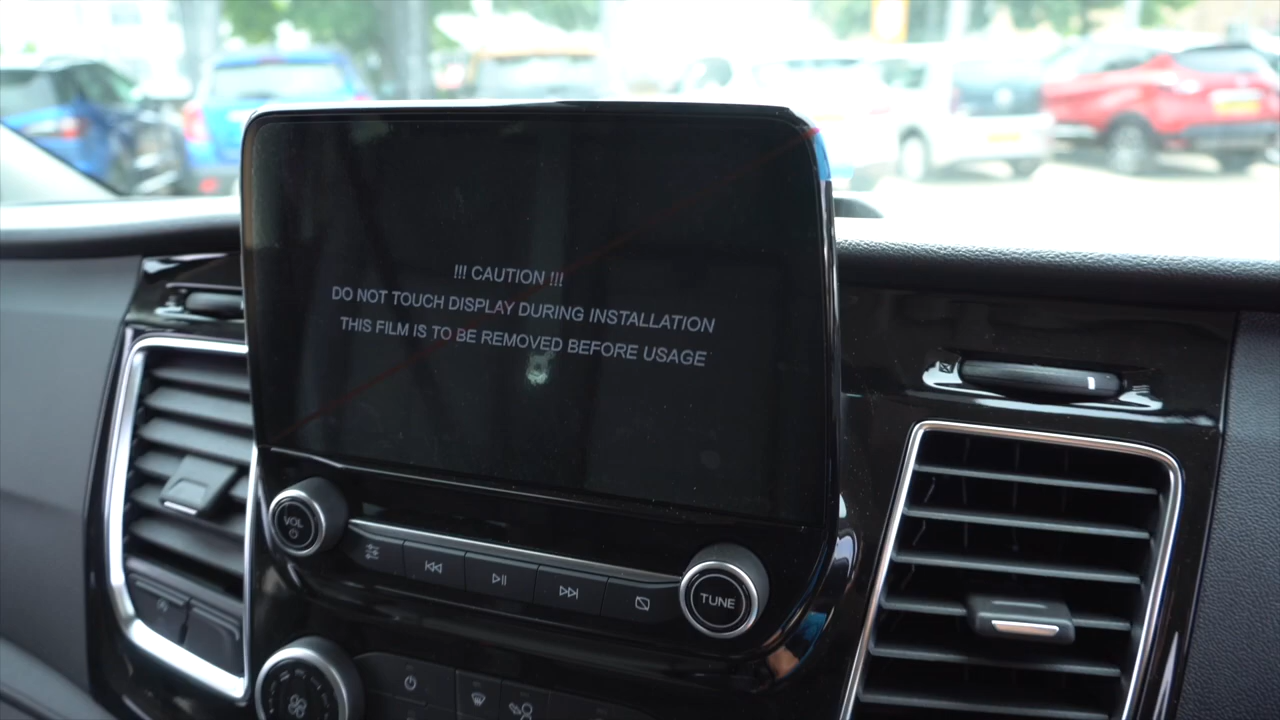 !!! CAUTION !!!
DO NOT TOUCH DISPLAY DURING INSTALLATION
THIS FILM IS TO BE REMOVED BEFORE USAGE
VOL
TUNE